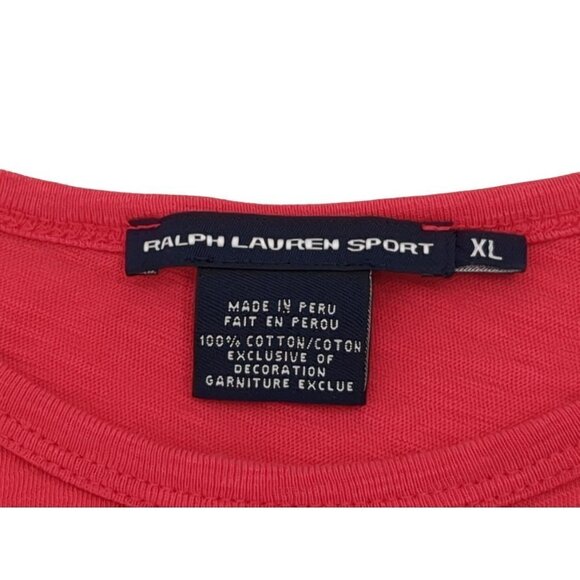 RALPH LAUREN SPORT XL
MADE IN PERU
FAIT EN PEROU
100% COTTON/COTON
EXCLUSIVE OF
DECORATION
GARNITURE EXCLUE